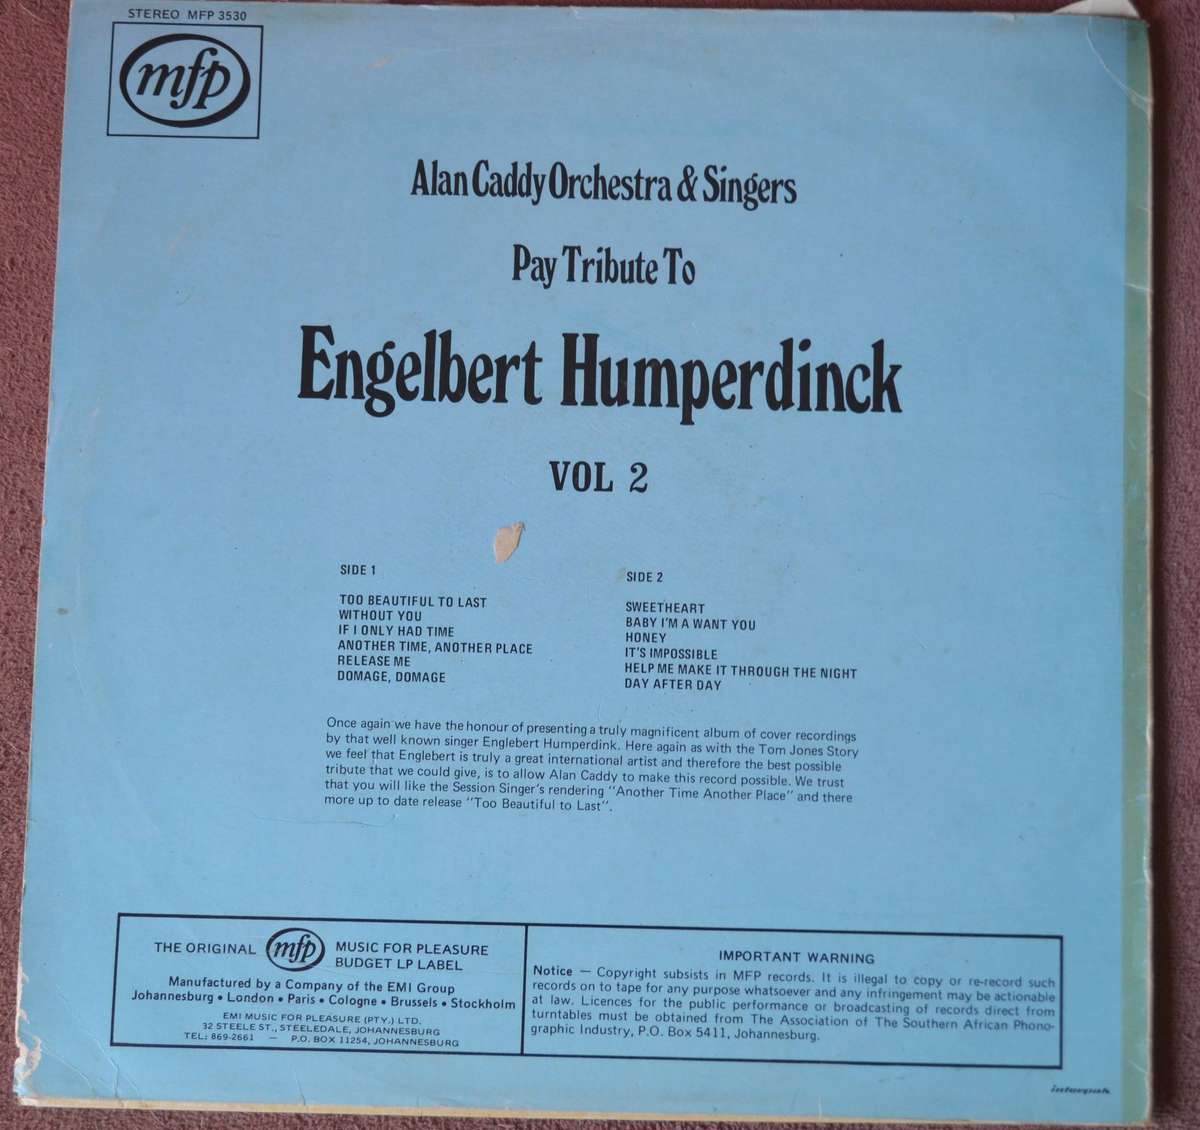 STEREO MFP 3530
mfp
Alan Caddy Orchestra & Singers
Pay Tribute To
Engelbert Humperdinck
VOL 2
SIDE 1
TOO BEAUTIFUL TO LAST
WITHOUT YOU
IF I ONLY HAD TIME
ANOTHER TIME, ANOTHER PLACE
RELEASE ME
DOMAGE, DOMAGE
SIDE 2
SWEETHEART
BABY I'M A WANT YOU
HONEY
IT'S IMPOSSIBLE
HELP ME MAKE IT THROUGH THE NIGHT
DAY AFTER DAY
Once again we have the honour of presenting a truly magnificent album of cover recordings
by that well known singer Englebert Humperdink. Here again as with the Tom Jones Story
we feel that Englebert is truly a great international artist and therefore the best possible
tribute that we could give, is to allow Alan Caddy to make this record possible. We trust
that you will like the Session Singer's rendering "Another Time Another Place" and there
more up to date release "Too Beautiful to Last".
THE ORIGINAL mfp MUSIC FOR PLEASURE
BUDGET LP LABEL
Manufactured by a Company of the EMI Group
Johannesburg • London • Paris • Cologne • Brussels • Stockholm
EMI MUSIC FOR PLEASURE (PTY.) LTD.
32 STEELE ST., STEELEDALE, JOHANNESBURG
TEL: 869-2661 — P.O. BOX 11254, JOHANNESBURG
IMPORTANT WARNING
Notice — Copyright subsists in MFP records. It is illegal to copy or re-record such
records on to tape for any purpose whatsoever and any infringement may be actionable
at law. Licences for the public performance or broadcasting of records direct from
turntables must be obtained from The Association of The Southern African Phono-
graphic Industry, P.O. Box 5411, Johannesburg.
interpak